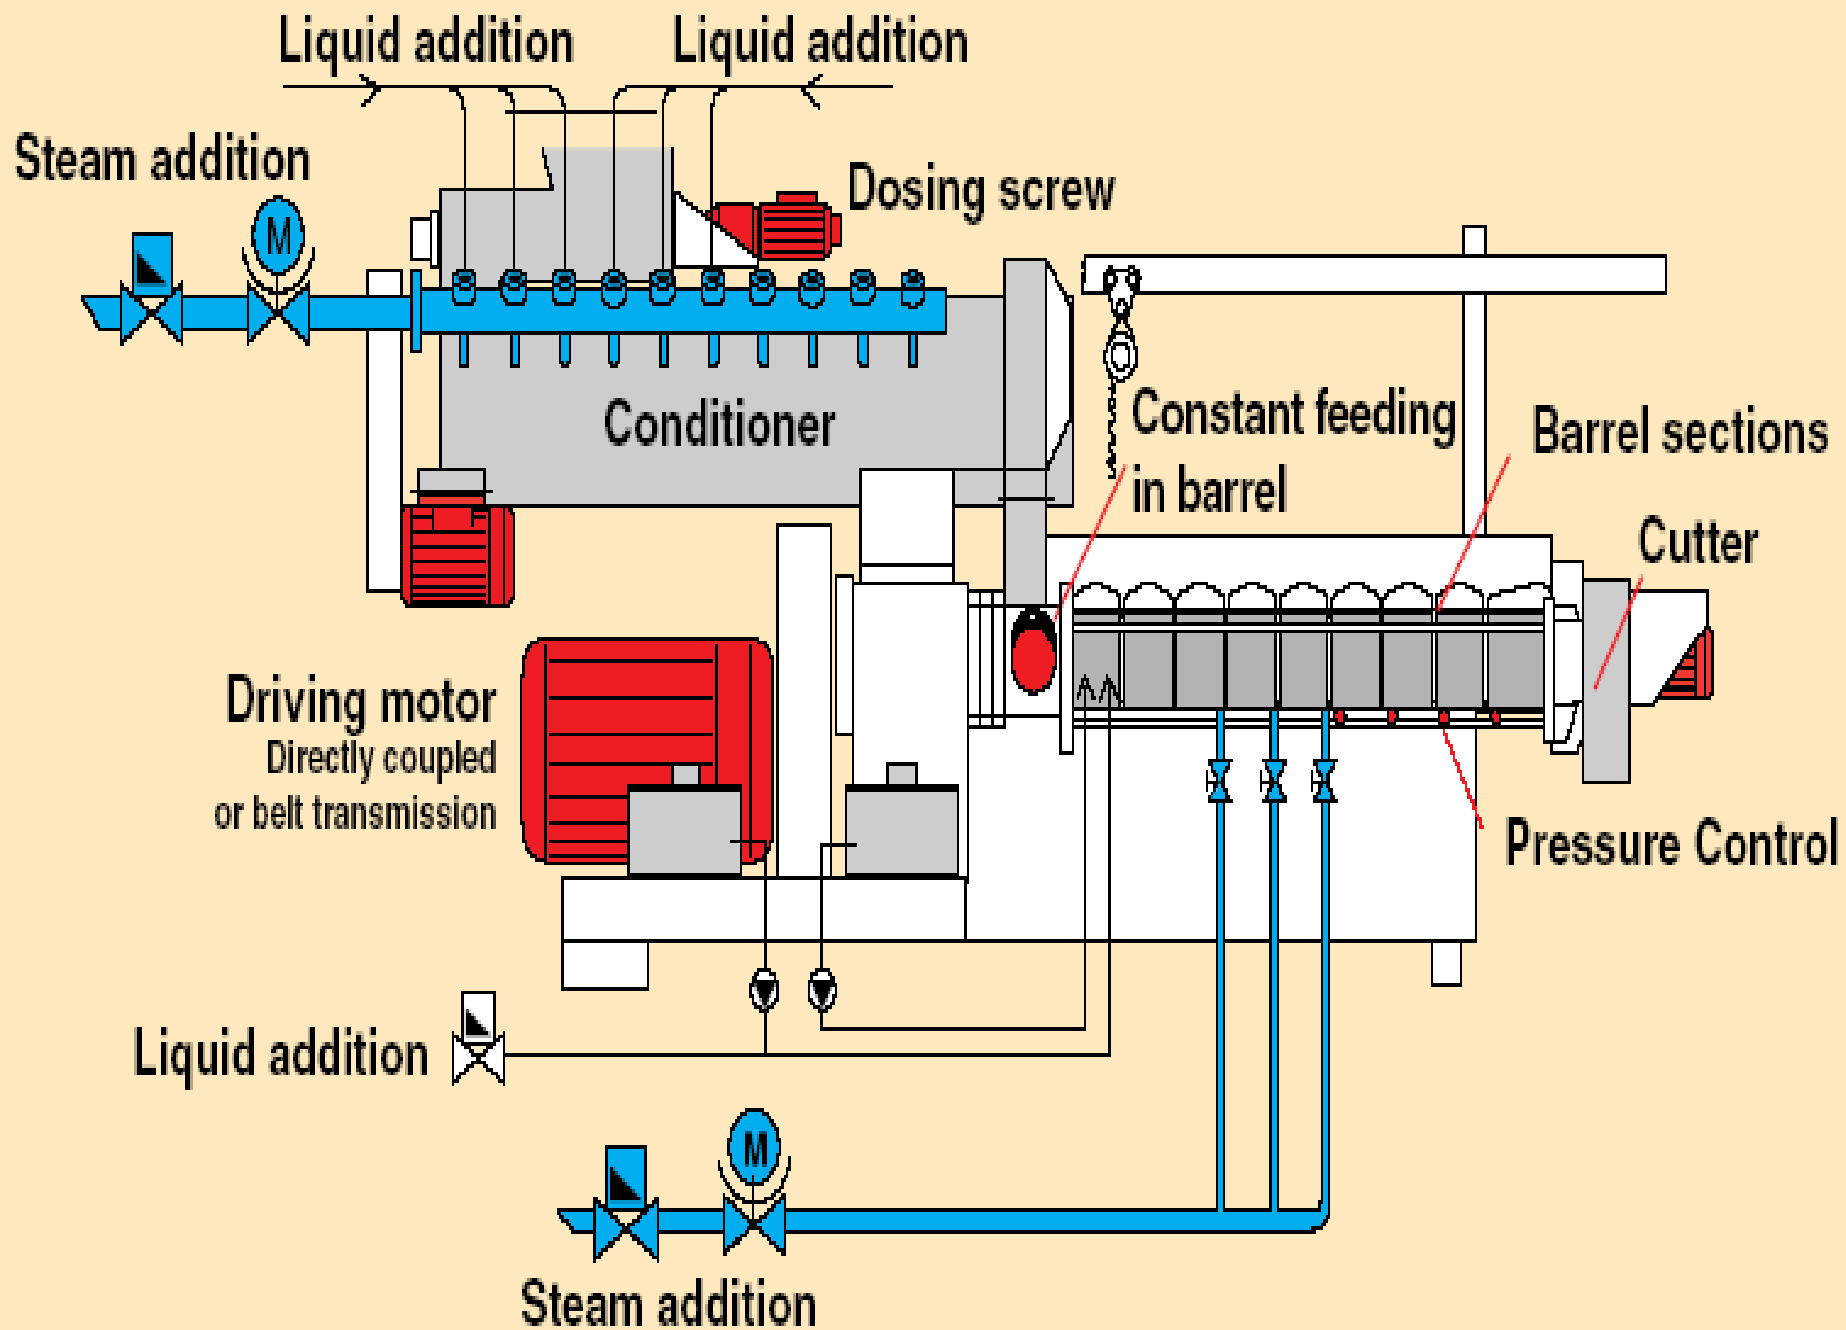 Liquid addition
Liquid addition
Steam addition
M
Dosing screw
Conditioner
Constant feeding
in barrel
Barrel sections
Cutter
Driving motor
Directly coupled
or belt transmission
Pressure Control
Liquid addition
M
Steam addition